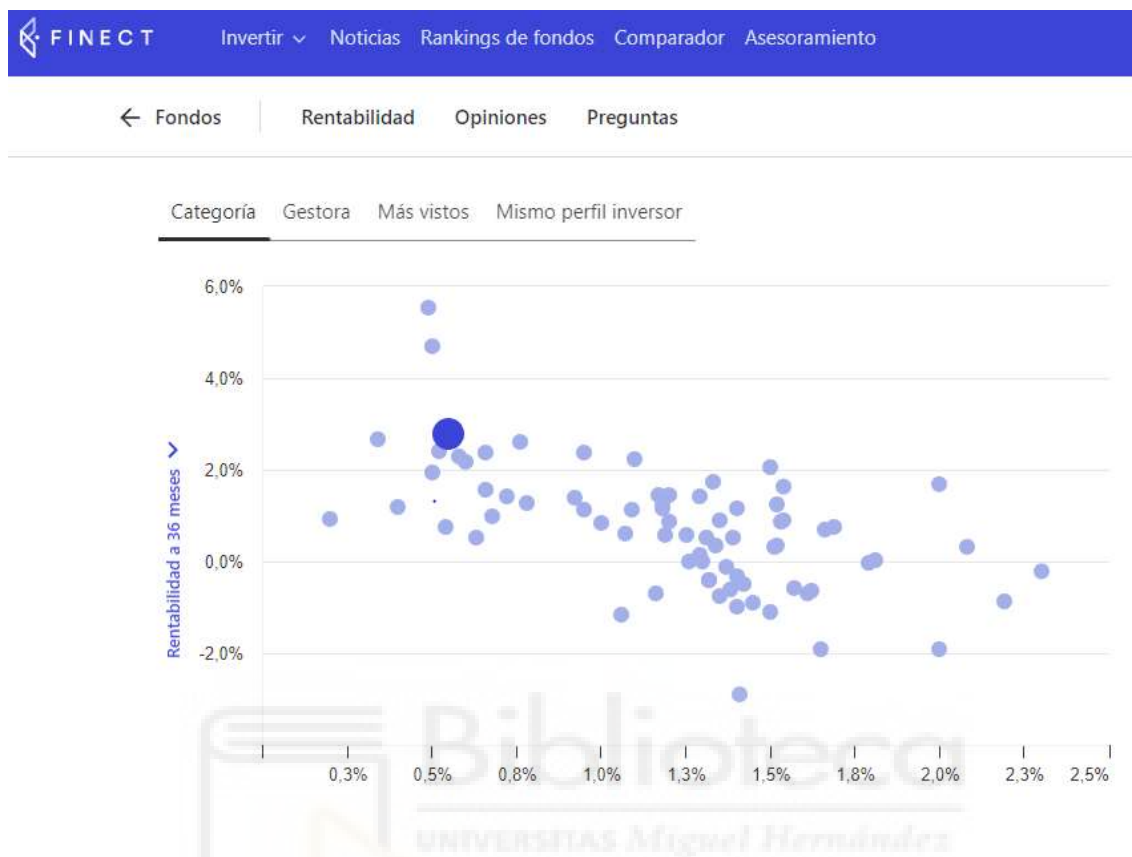 FINECT Invertir Noticias Rankings de fondos Comparador Asesoramiento
← Fondos Rentabilidad Opiniones Preguntas
Categoría Gestora Más vistos Mismo perfil inversor
6,0%
4,0%
2,0%
0,0%
-2,0%
Rentabilidad a 36 meses
0,3% 0,5% 0,8% 1,0% 1,3% 1,5% 1,8% 2,0% 2,3% 2,5%
Biblioteca
UNIVERSITAS Miguel Hernández